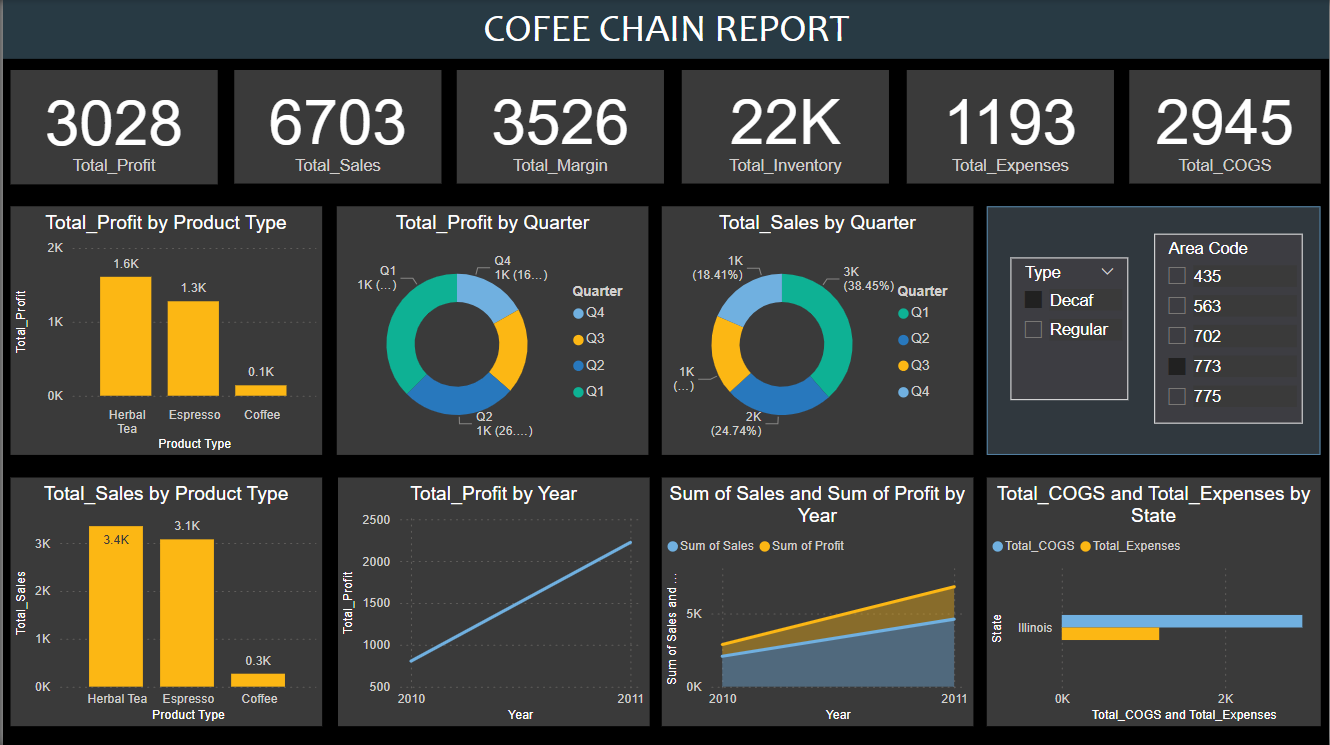 COFEE CHAIN REPORT
3028
Total_Profit
6703
Total_Sales
3526
Total_Margin
22K
Total_Inventory
1193
Total_Expenses
2945
Total_COGS
Total_Profit by Product Type
2K
1K
0K
Total_Profit
1.6K
1.3K
0.1K
Herbal
Tea
Espresso
Coffee
Product Type
Total_Profit by Quarter
Q1
1K (...)
Q4
1K (16...)
Q2
1K (26....)
Quarter
Q4
Q3
Q2
Q1
Total_Sales by Quarter
1K
(18.41%)
3K
(38.45%)
1K
(...)
2K
(24.74%)
Quarter
Q1
Q2
Q3
Q4
Type
Decaf
Regular
Area Code
435
563
702
773
775
Total_Sales by Product Type
3K
2K
1K
0K
Total_Sales
3.4K
3.1K
0.3K
Herbal Tea
Espresso
Coffee
Product Type
Total_Profit by Year
2500
2000
1500
1000
500
Total_Profit
2010
2011
Year
Sum of Sales and Sum of Profit by
Year
Sum of Sales
Sum of Profit
Sum of Sales and ...
5K
0K
2010
2011
Year
Total_COGS and Total_Expenses by
State
Total_COGS
Total_Expenses
State
Illinois
0K
2K
Total_COGS and Total_Expenses